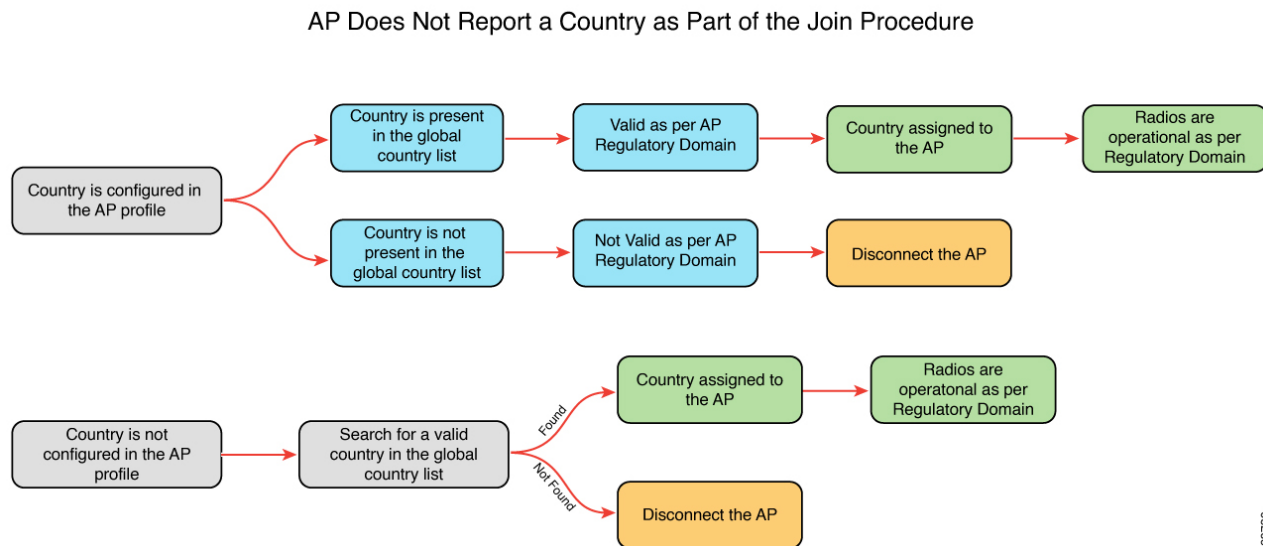 AP Does Not Report a Country as Part of the Join Procedure
Country is configured in
the AP profile
Country is present
in the global
country list
Valid as per AP
Regulatory Domain
Country assigned to
the AP
Radios are
operational as per
Regulatory Domain
Country is not
present in the
global country list
Not Valid as per AP
Regulatory Domain
Disconnect the AP
Country is not
configured in the AP
profile
Search for a valid
country in the global
country list
Found
Country assigned to
the AP
Radios are
operatonal as per
Regulatory Domain
Not Found
Disconnect the AP